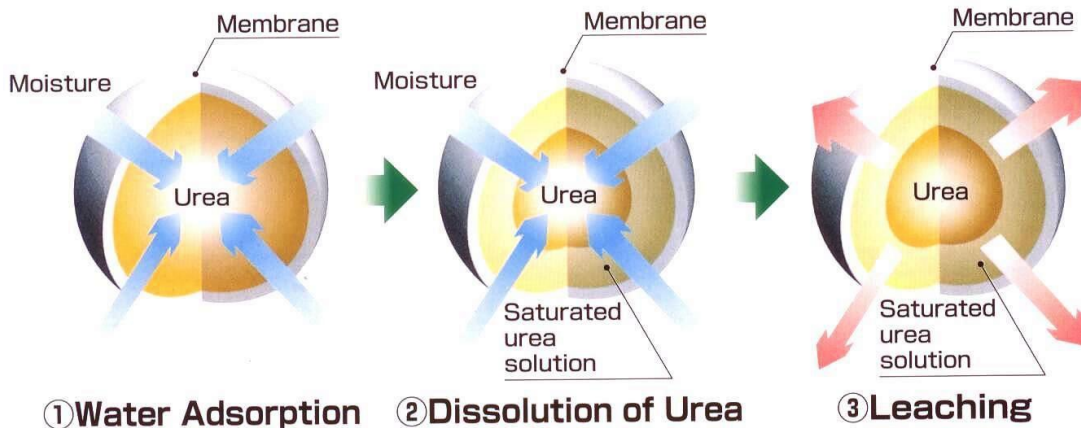 Membrane
Moisture
Urea
Membrane
Moisture
Urea
Saturated
urea
solution
Membrane
Urea
Saturated
urea
solution
①Water Adsorption
②Dissolution of Urea
③Leaching